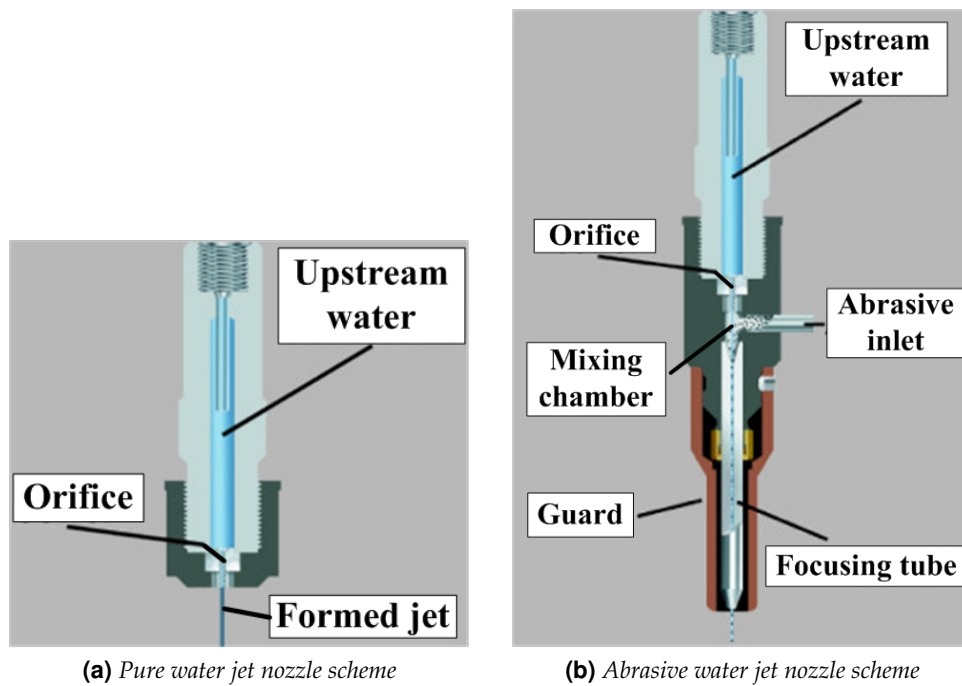 Upstream
water
Orifice
Formed jet
(a) Pure water jet nozzle scheme
Upstream
water
Orifice
Abrasive
inlet
Mixing
chamber
Guard
Focusing tube
(b) Abrasive water jet nozzle scheme